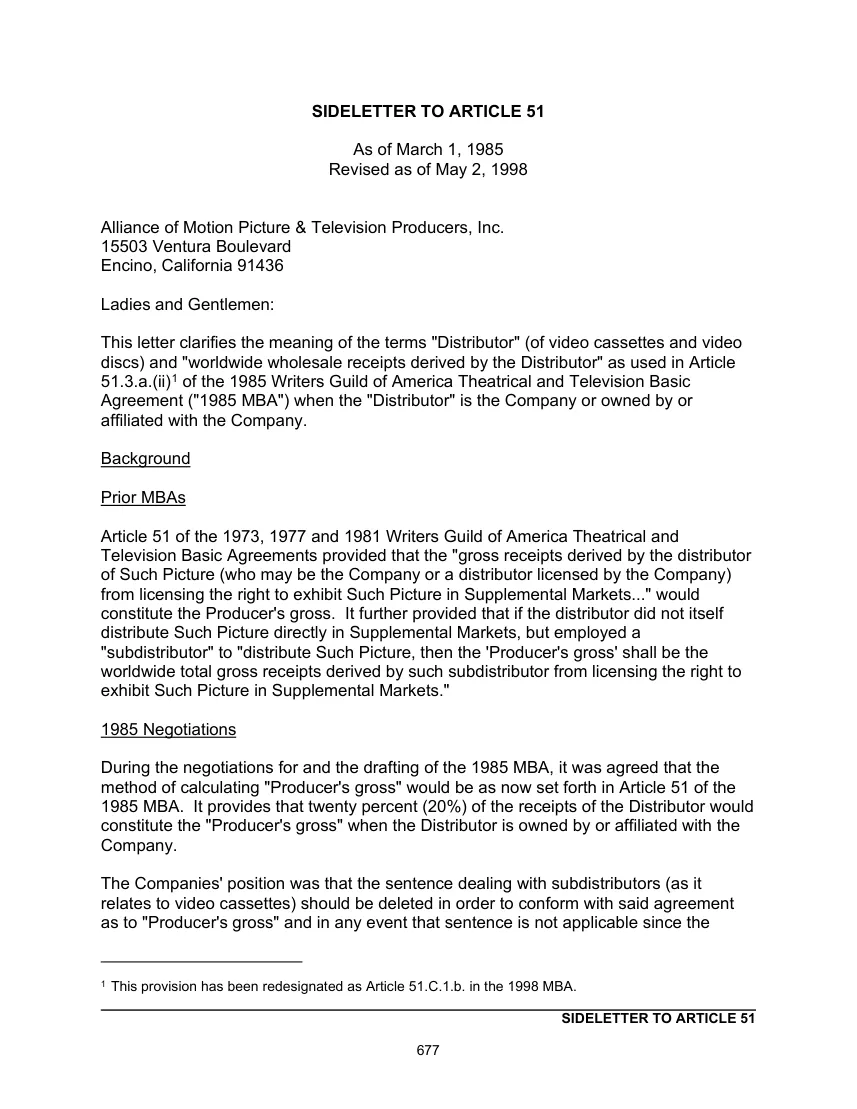 SIDELETTER TO ARTICLE 51
As of March 1, 1985
Revised as of May 2, 1998
Alliance of Motion Picture & Television Producers, Inc.
15503 Ventura Boulevard
Encino, California 91436
Ladies and Gentlemen:
This letter clarifies the meaning of the terms "Distributor" (of video cassettes and video
discs) and "worldwide wholesale receipts derived by the Distributor" as used in Article
51.3.a.(ii)¹ of the 1985 Writers Guild of America Theatrical and Television Basic
Agreement ("1985 MBA") when the "Distributor" is the Company or owned by or
affiliated with the Company.
Background
Prior MBAs
Article 51 of the 1973, 1977 and 1981 Writers Guild of America Theatrical and
Television Basic Agreements provided that the "gross receipts derived by the distributor
of Such Picture (who may be the Company or a distributor licensed by the Company)
from licensing the right to exhibit Such Picture in Supplemental Markets..." would
constitute the Producer's gross.  It further provided that if the distributor did not itself
distribute Such Picture directly in Supplemental Markets, but employed a
"subdistributor" to "distribute Such Picture, then the 'Producer's gross' shall be the
worldwide total gross receipts derived by such subdistributor from licensing the right to
exhibit Such Picture in Supplemental Markets."
1985 Negotiations
During the negotiations for and the drafting of the 1985 MBA, it was agreed that the
method of calculating "Producer's gross" would be as now set forth in Article 51 of the
1985 MBA.  It provides that twenty percent (20%) of the receipts of the Distributor would
constitute the "Producer's gross" when the Distributor is owned by or affiliated with the
Company.
The Companies' position was that the sentence dealing with subdistributors (as it
relates to video cassettes) should be deleted in order to conform with said agreement
as to "Producer's gross" and in any event that sentence is not applicable since the
¹ This provision has been redesignated as Article 51.C.1.b. in the 1998 MBA.
SIDELETTER TO ARTICLE 51
677